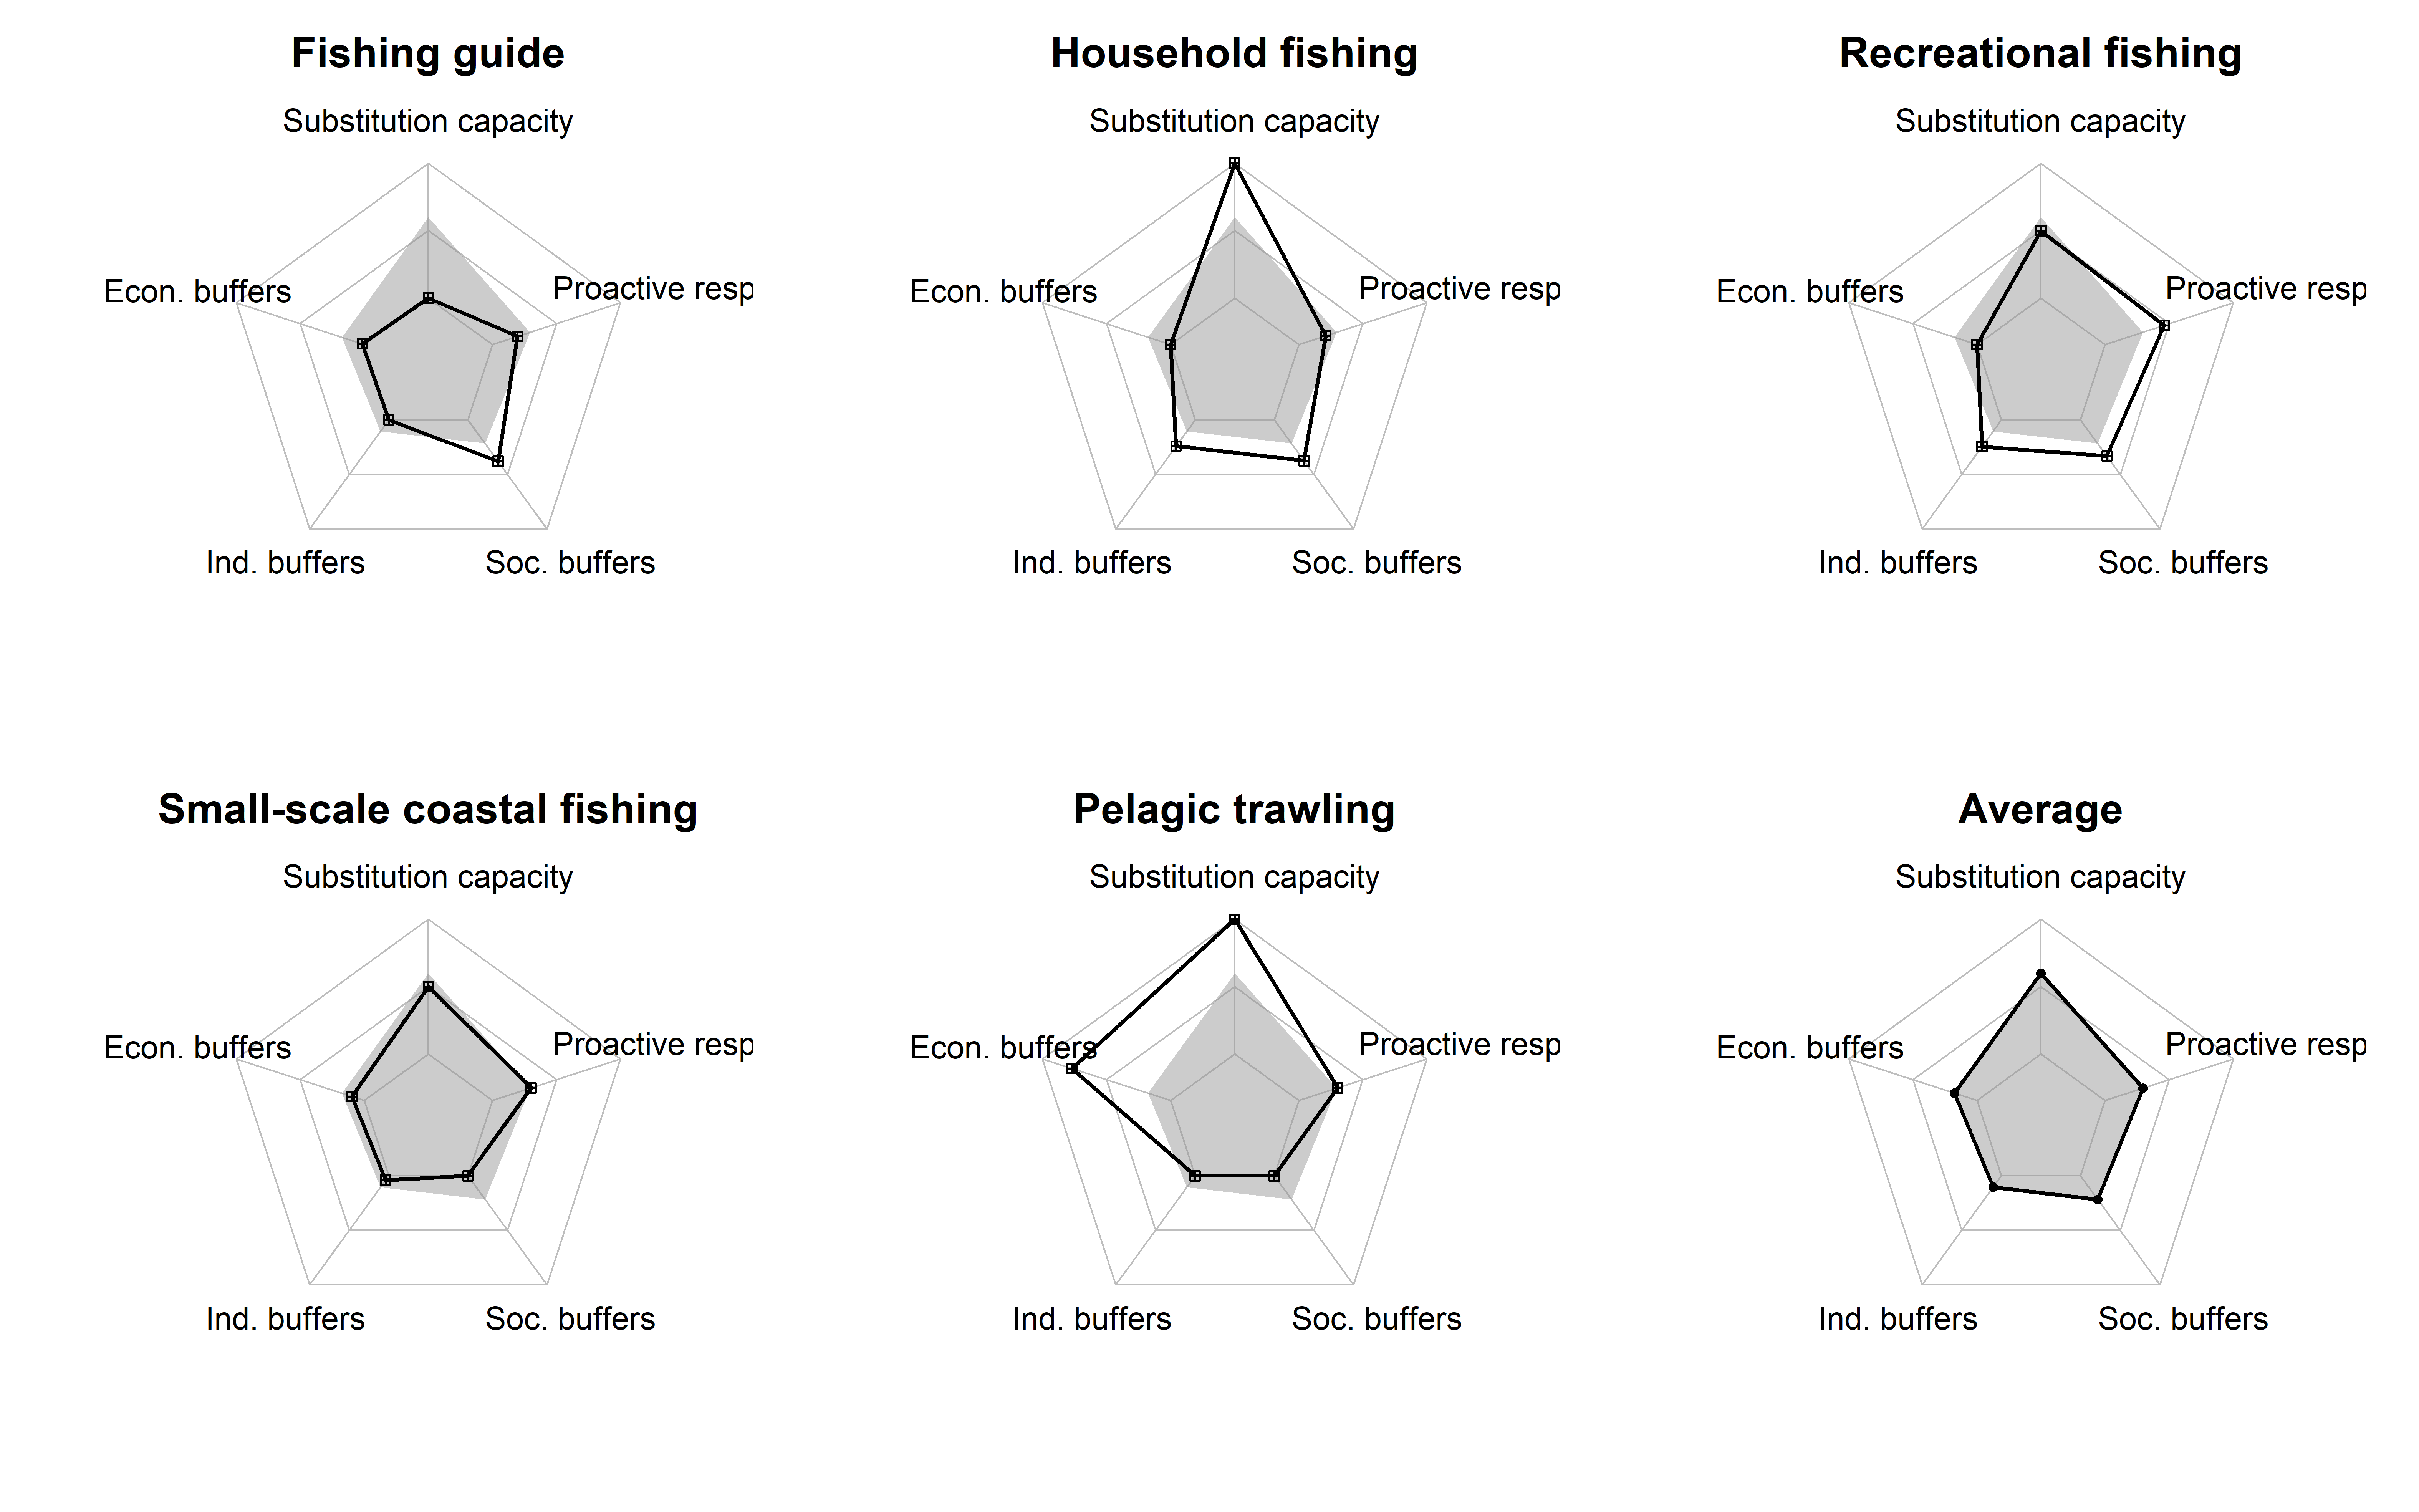 Fishing guide
Substitution capacity
Econ. buffers
Proactive resp
Ind. buffers
Soc. buffers
Household fishing
Substitution capacity
Econ. buffers
Proactive resp
Ind. buffers
Soc. buffers
Recreational fishing
Substitution capacity
Econ. buffers
Proactive resp
Ind. buffers
Soc. buffers
Small-scale coastal fishing
Substitution capacity
Econ. buffers
Proactive resp
Ind. buffers
Soc. buffers
Pelagic trawling
Substitution capacity
Econ. buffers
Proactive resp
Ind. buffers
Soc. buffers
Average
Substitution capacity
Econ. buffers
Proactive resp
Ind. buffers
Soc. buffers